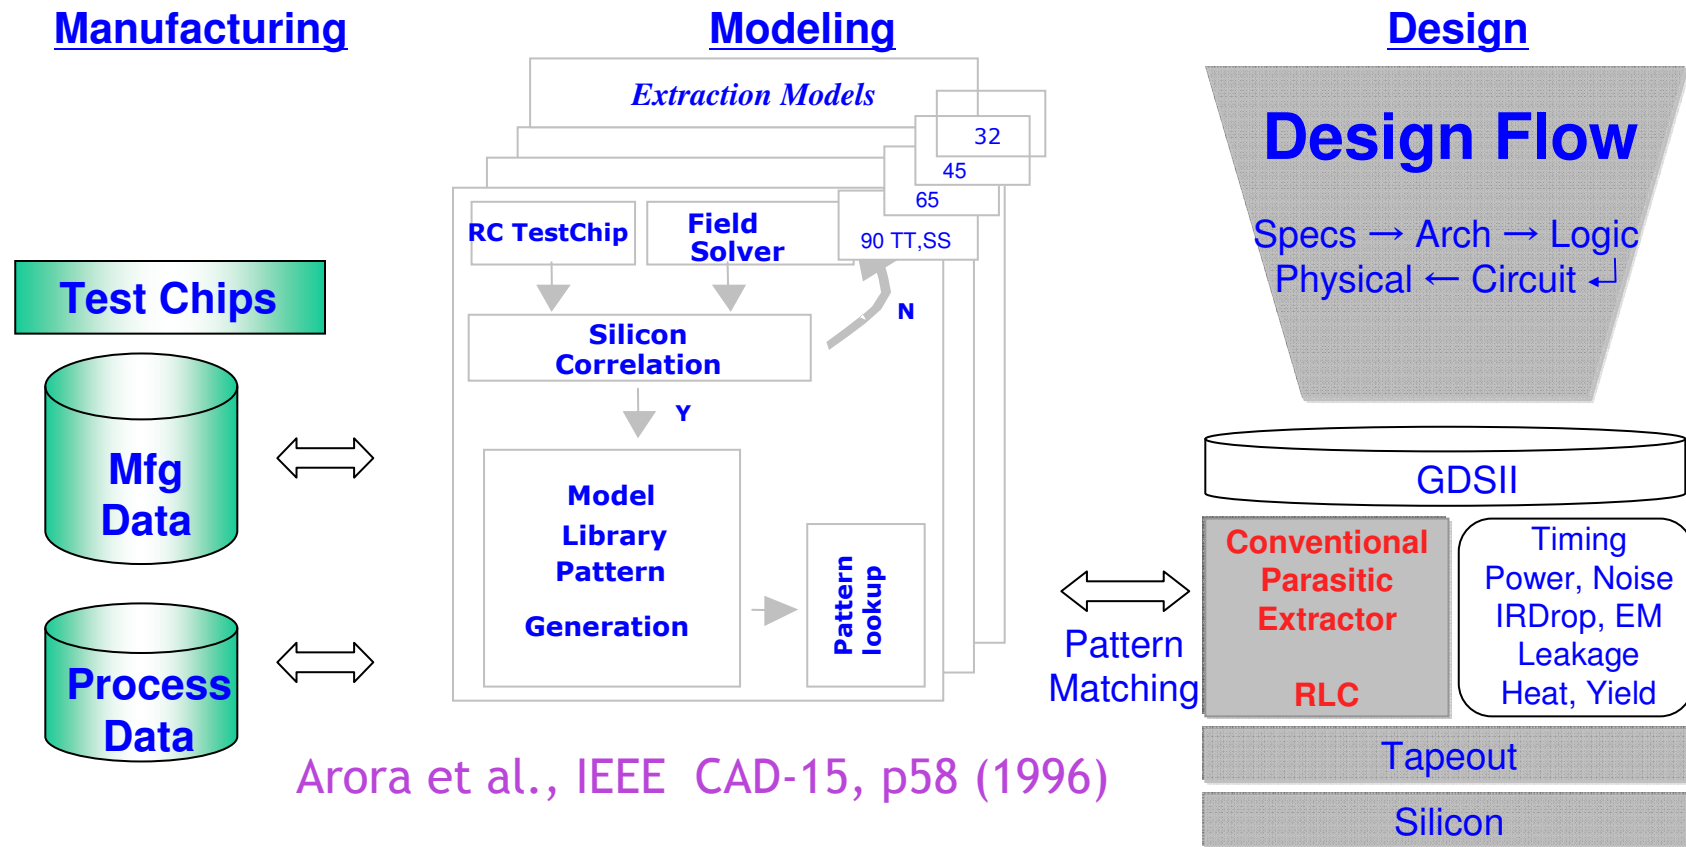 Manufacturing
Modeling
Design
Test Chips
Mfg
Data
Process
Data
Extraction Models
32
45
65
90 TT,SS
RC TestChip
Field
Solver
Silicon
Correlation
N
Y
Model
Library
Pattern
Generation
Pattern
lookup
Pattern
Matching
Design Flow
Specs → Arch → Logic
Physical ← Circuit ↲
GDSII
Conventional
Parasitic
Extractor
RLC
Timing
Power, Noise
IRDrop, EM
Leakage
Heat, Yield
Tapeout
Silicon
Arora et al., IEEE CAD-15, p58 (1996)